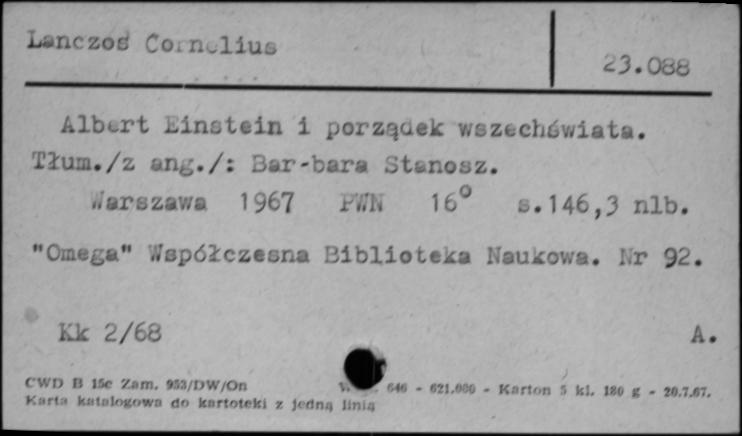 Lanczos Cornelius
23.088
Albert Einstein i porządek wszechświata.
Tłum./z ang./: Bar-bara Stanosz.
Warszawa 1967 PWN 16° s.146,3 nlb.
"Omega" Współczesna Biblioteka Naukowa. Nr 92.
Kk 2/68 A.
CWD B 15c Zam. 953/DW/On 646 - 621.000 - Karton 5 kl. 180 g - 20.7.67.
Karta katalogowa do kartoteki z jedną linią